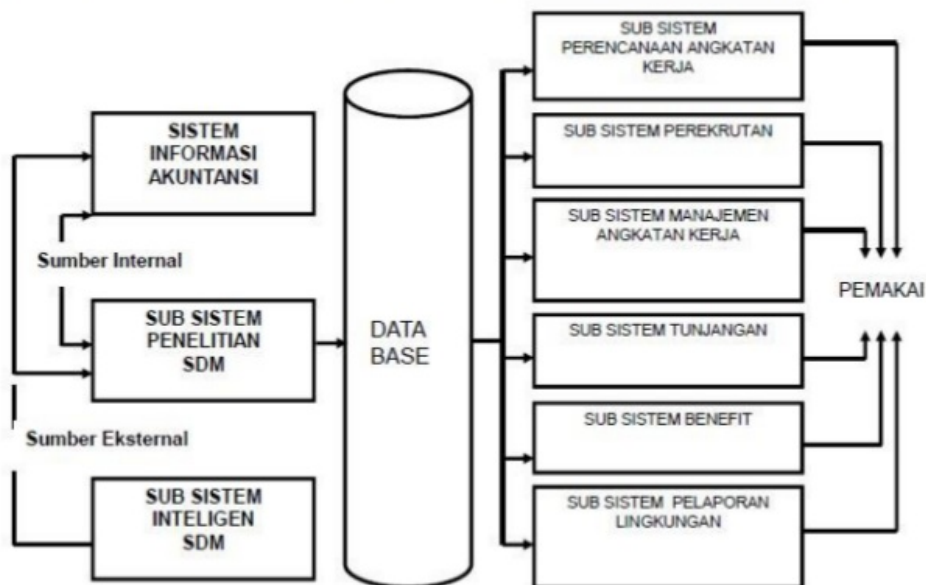 SISTEM
INFORMASI
AKUNTANSI
Sumber Internal
SUB SISTEM
PENELITIAN
SDM
Sumber Eksternal
SUB SISTEM
INTELIGEN
SDM
DATA
BASE
SUB SISTEM
PERENCANAAN ANGKATAN
KERJA
SUB SISTEM PEREKRUTAN
SUB SISTEM MANAJEMEN
ANGKATAN KERJA
SUB SISTEM TUNJANGAN
SUB SISTEM BENEFIT
SUB SISTEM PELAPORAN
LINGKUNGAN
PEMAKAI